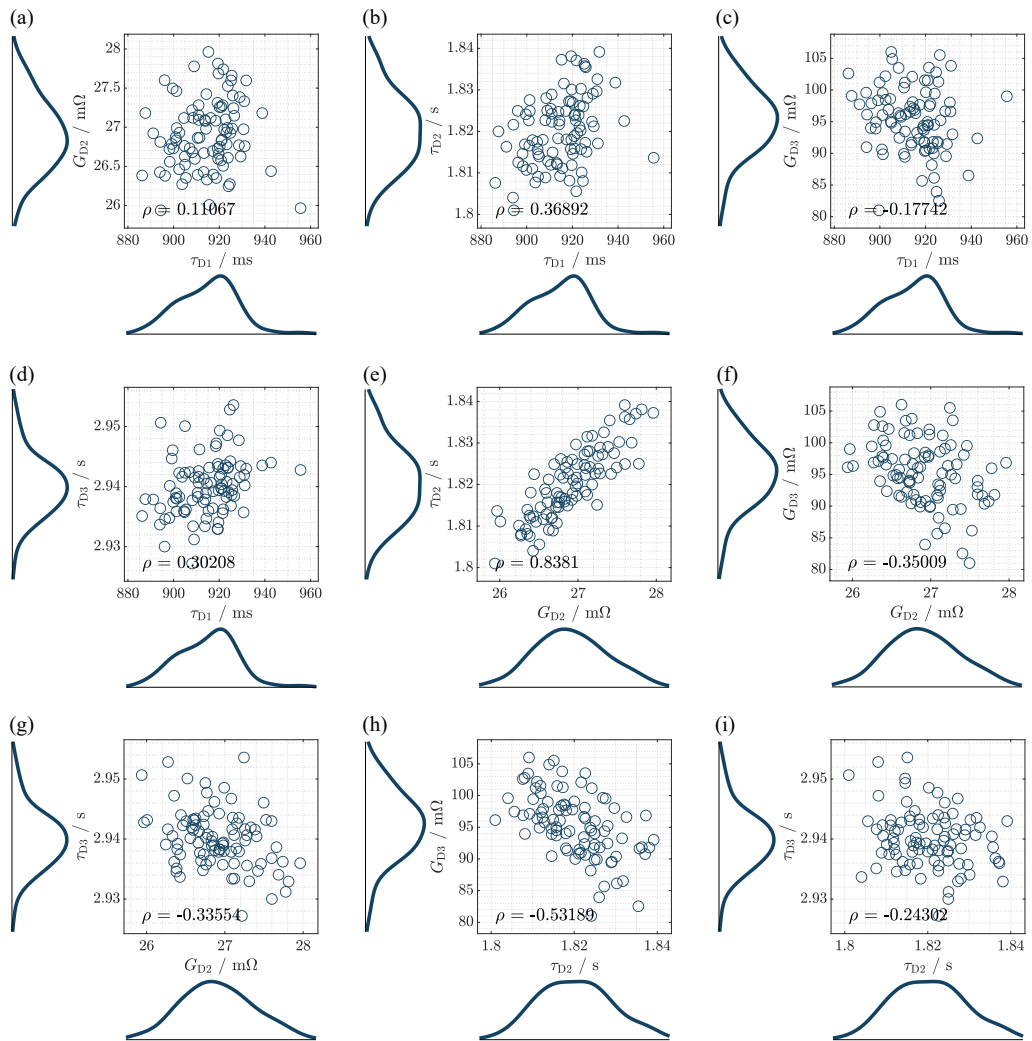 (a)
28
27.5
27
26.5
26
G_D2 / mΩ
ρ = 0.11067
880 900 920 940 960
τ_D1 / ms
(b)
1.84
1.83
1.82
1.81
1.8
τ_D2 / s
ρ = 0.36892
880 900 920 940 960
τ_D1 / ms
(c)
105
100
95
90
85
80
G_D3 / mΩ
ρ = -0.17742
880 900 920 940 960
τ_D1 / ms
(d)
2.95
2.94
2.93
τ_D3 / s
ρ = 0.30208
880 900 920 940 960
τ_D1 / ms
(e)
1.84
1.83
1.82
1.81
1.8
τ_D2 / s
ρ = 0.8381
26 27 28
G_D2 / mΩ
(f)
105
100
95
90
85
80
G_D3 / mΩ
ρ = -0.35009
26 27 28
G_D2 / mΩ
(g)
2.95
2.94
2.93
τ_D3 / s
ρ = -0.33554
26 27 28
G_D2 / mΩ
(h)
105
100
95
90
85
80
G_D3 / mΩ
ρ = -0.53189
1.8 1.82 1.84
τ_D2 / s
(i)
2.95
2.94
2.93
τ_D3 / s
ρ = -0.24302
1.8 1.82 1.84
τ_D2 / s